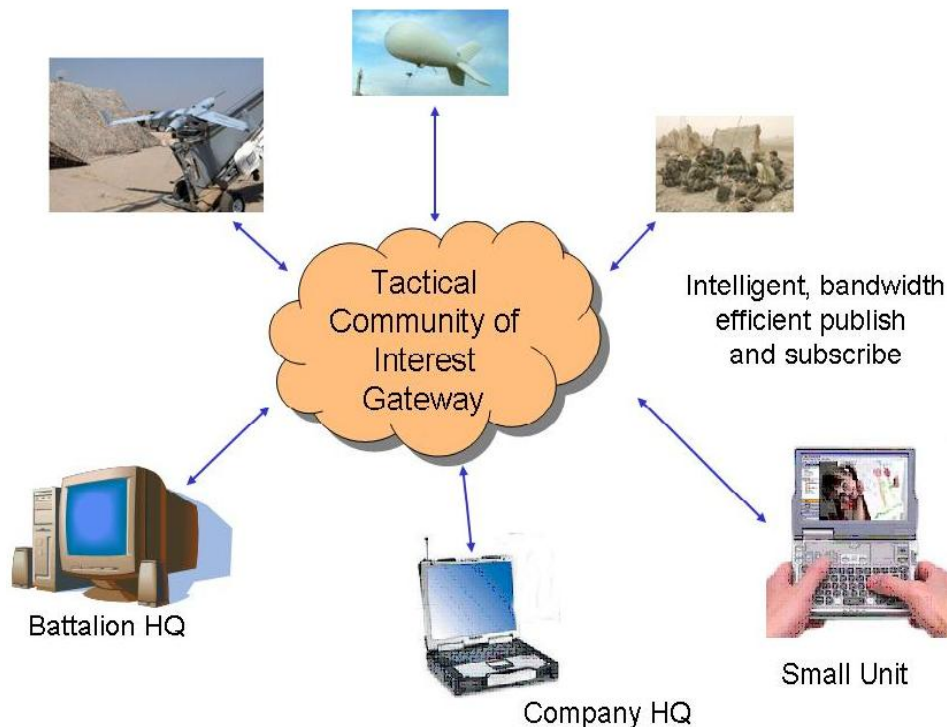 Tactical
Community of
Interest
Gateway
Intelligent, bandwidth
efficient publish
and subscribe
Battalion HQ
Company HQ
Small Unit